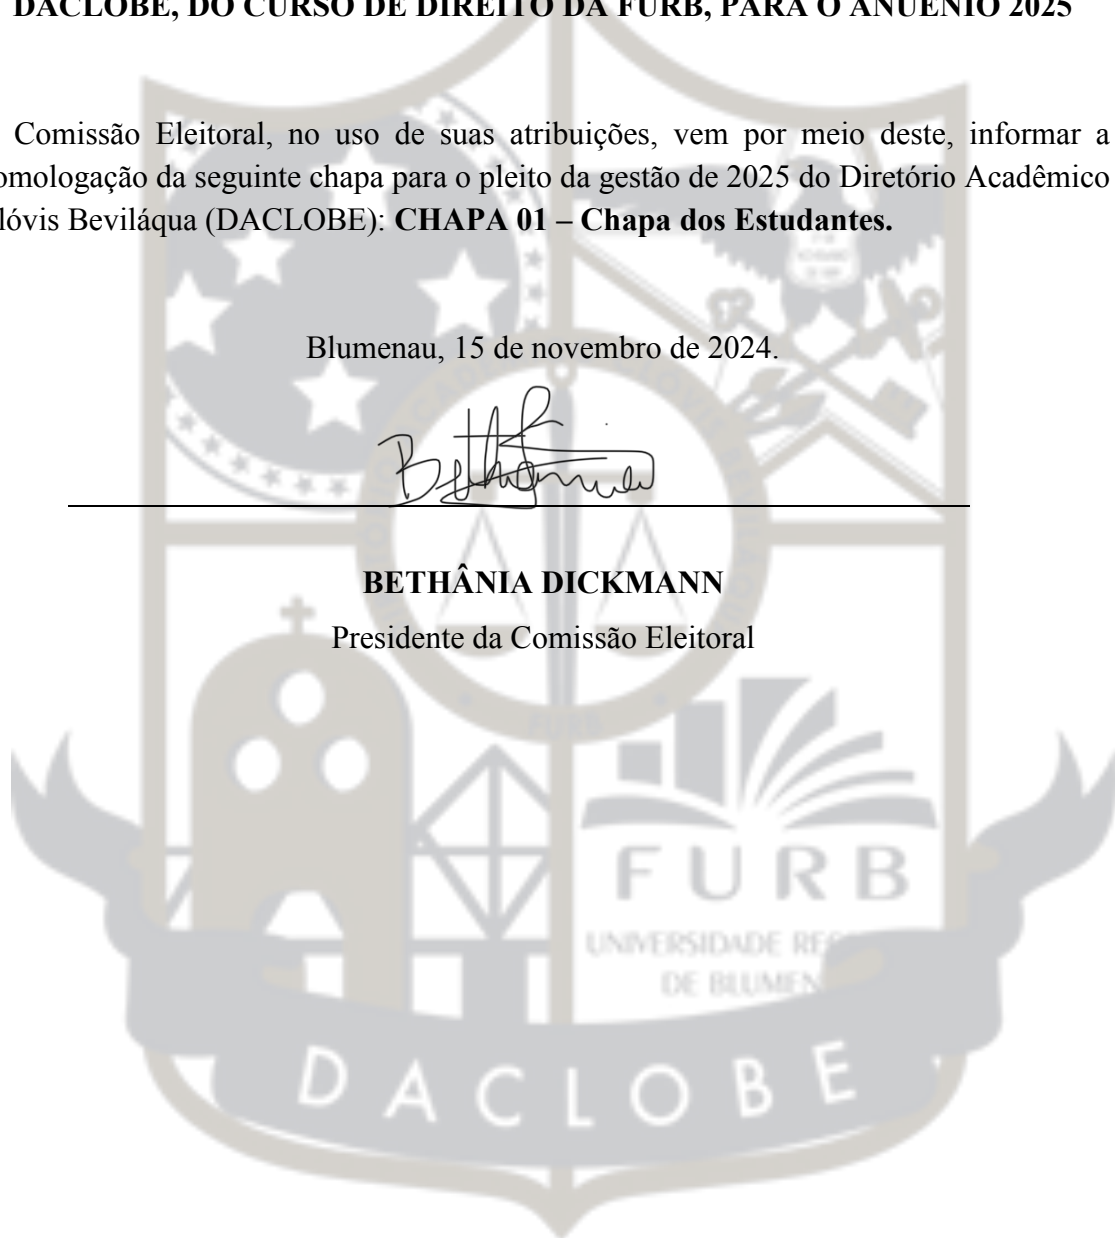 DACLOBE, DO CURSO DE DIREITO DA FURB, PARA O ANUÊNIO 2025
Comissão Eleitoral, no uso de suas atribuições, vem por meio deste, informar a
omologação da seguinte chapa para o pleito da gestão de 2025 do Diretório Acadêmico
lóvis Beviláqua (DACLOBE): CHAPA 01 – Chapa dos Estudantes.
Blumenau, 15 de novembro de 2024.
BETHÂNIA DICKMANN
Presidente da Comissão Eleitoral
FURB
FURB
UNIVERSIDADE RE
DE BLUMEN
DACLOBE